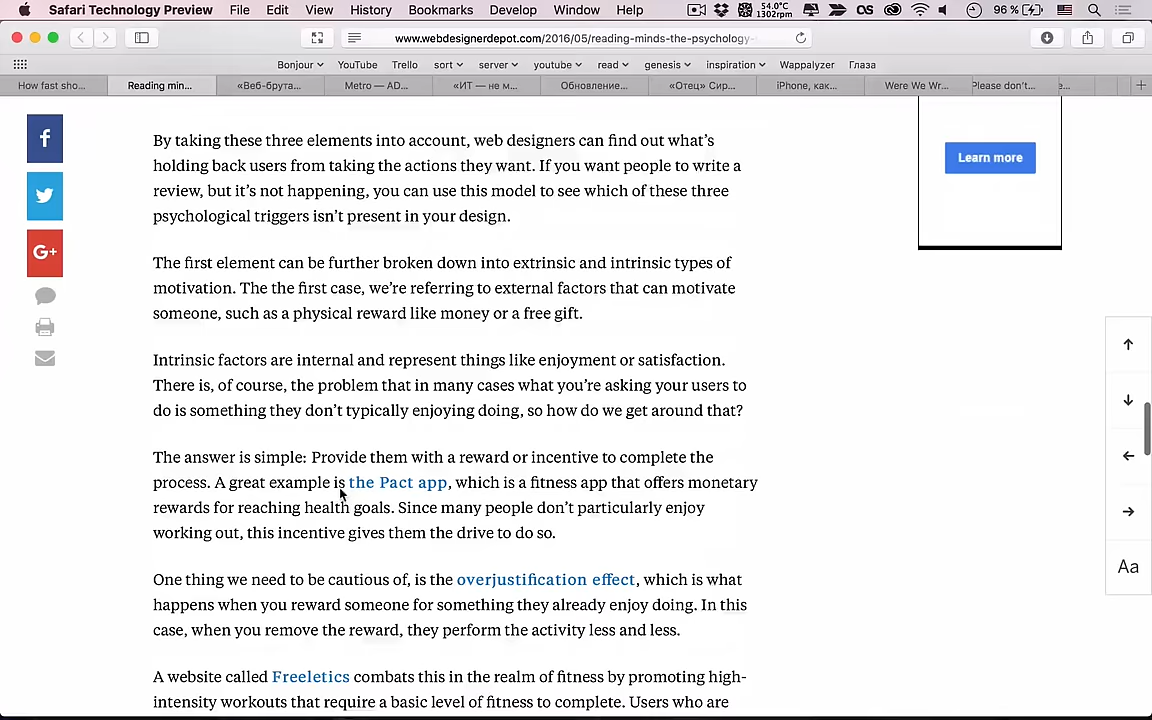 Safari Technology Preview File Edit View History Bookmarks Develop Window Help 54.0°C 1302rpm 96 %
www.webdesignerdepot.com/2016/05/reading-minds-the-psychology-
Bonjour YouTube Trello sort server youtube read genesis inspiration Wappalyzer Глаза
How fast sho... Reading min... «Веб-брута... Metro — AD... «ИТ — не м... Обновление... «Отец» Сир... iPhone, как... Were We Wr... Please don't... e...
Learn more
By taking these three elements into account, web designers can find out what's
holding back users from taking the actions they want. If you want people to write a
review, but it's not happening, you can use this model to see which of these three
psychological triggers isn't present in your design.
The first element can be further broken down into extrinsic and intrinsic types of
motivation. The the first case, we're referring to external factors that can motivate
someone, such as a physical reward like money or a free gift.
Intrinsic factors are internal and represent things like enjoyment or satisfaction.
There is, of course, the problem that in many cases what you're asking your users to
do is something they don't typically enjoying doing, so how do we get around that?
The answer is simple: Provide them with a reward or incentive to complete the
process. A great example is the Pact app, which is a fitness app that offers monetary
rewards for reaching health goals. Since many people don't particularly enjoy
working out, this incentive gives them the drive to do so.
One thing we need to be cautious of, is the overjustification effect, which is what
happens when you reward someone for something they already enjoy doing. In this
case, when you remove the reward, they perform the activity less and less.
A website called Freeletics combats this in the realm of fitness by promoting high-
intensity workouts that require a basic level of fitness to complete. Users who are
f
G+
Aa